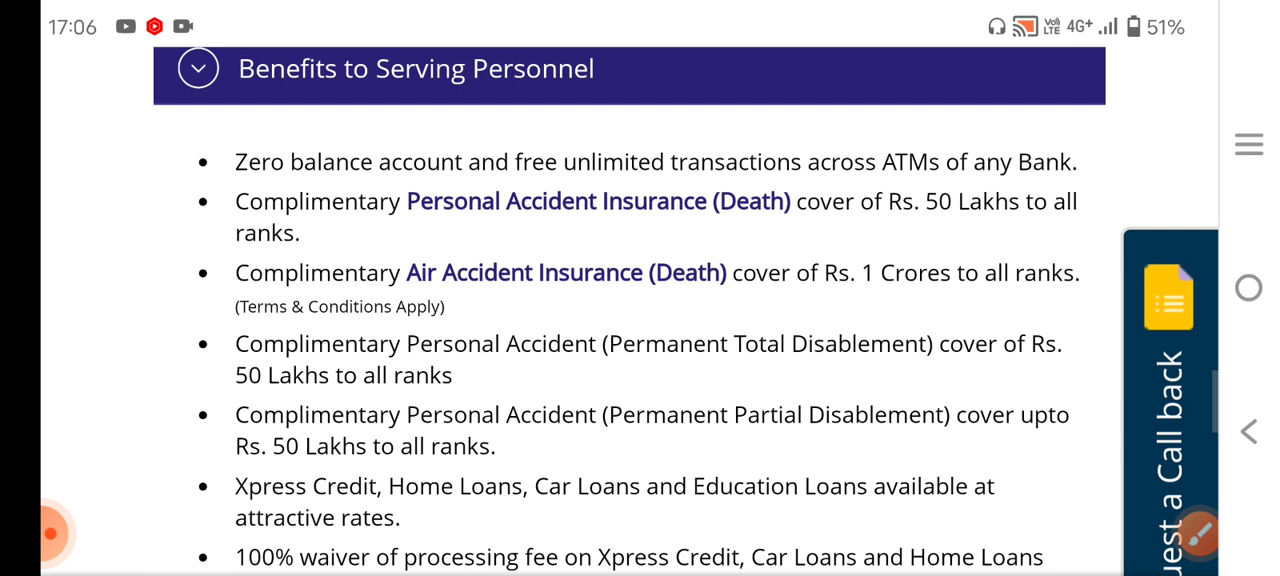 17:06
VoD LTE 4G+ 51%
Benefits to Serving Personnel
• Zero balance account and free unlimited transactions across ATMs of any Bank.
• Complimentary Personal Accident Insurance (Death) cover of Rs. 50 Lakhs to all
ranks.
• Complimentary Air Accident Insurance (Death) cover of Rs. 1 Crores to all ranks.
(Terms & Conditions Apply)
• Complimentary Personal Accident (Permanent Total Disablement) cover of Rs.
50 Lakhs to all ranks
• Complimentary Personal Accident (Permanent Partial Disablement) cover upto
Rs. 50 Lakhs to all ranks.
• Xpress Credit, Home Loans, Car Loans and Education Loans available at
attractive rates.
• 100% waiver of processing fee on Xpress Credit, Car Loans and Home Loans
uest a Call back